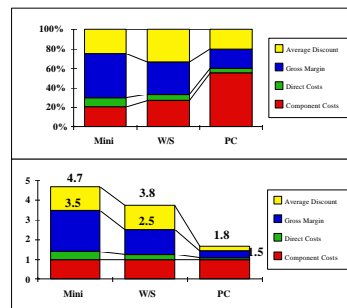 100%
80%
60%
40%
20%
0%
Mini W/S PC
Average Discount
Gross Margin
Direct Costs
Component Costs
5
4
3
2
1
0
4.7
3.5
3.8
2.5
1.8
1.5
Mini W/S PC
Average Discount
Gross Margin
Direct Costs
Component Costs